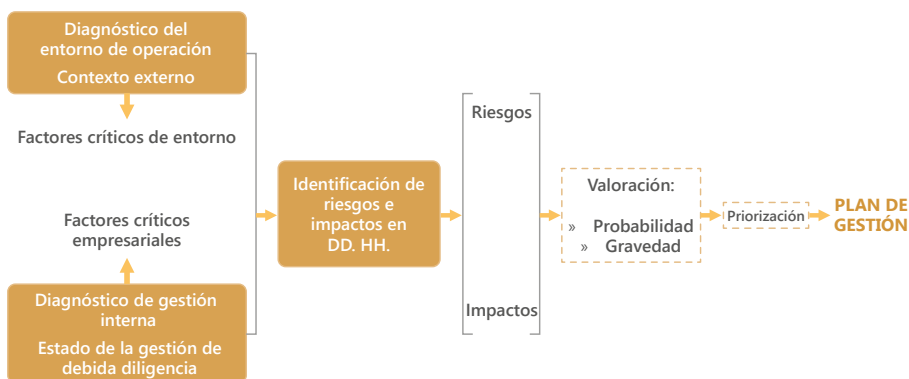 Diagnóstico del
entorno de operación
Contexto externo
Factores críticos de entorno
Factores críticos
empresariales
Diagnóstico de gestión
interna
Estado de la gestión de
debida diligencia
Identificación de
riesgos e
impactos en
DD. HH.
Riesgos
Impactos
Valoración:
» Probabilidad
» Gravedad
Priorización
PLAN DE
GESTIÓN